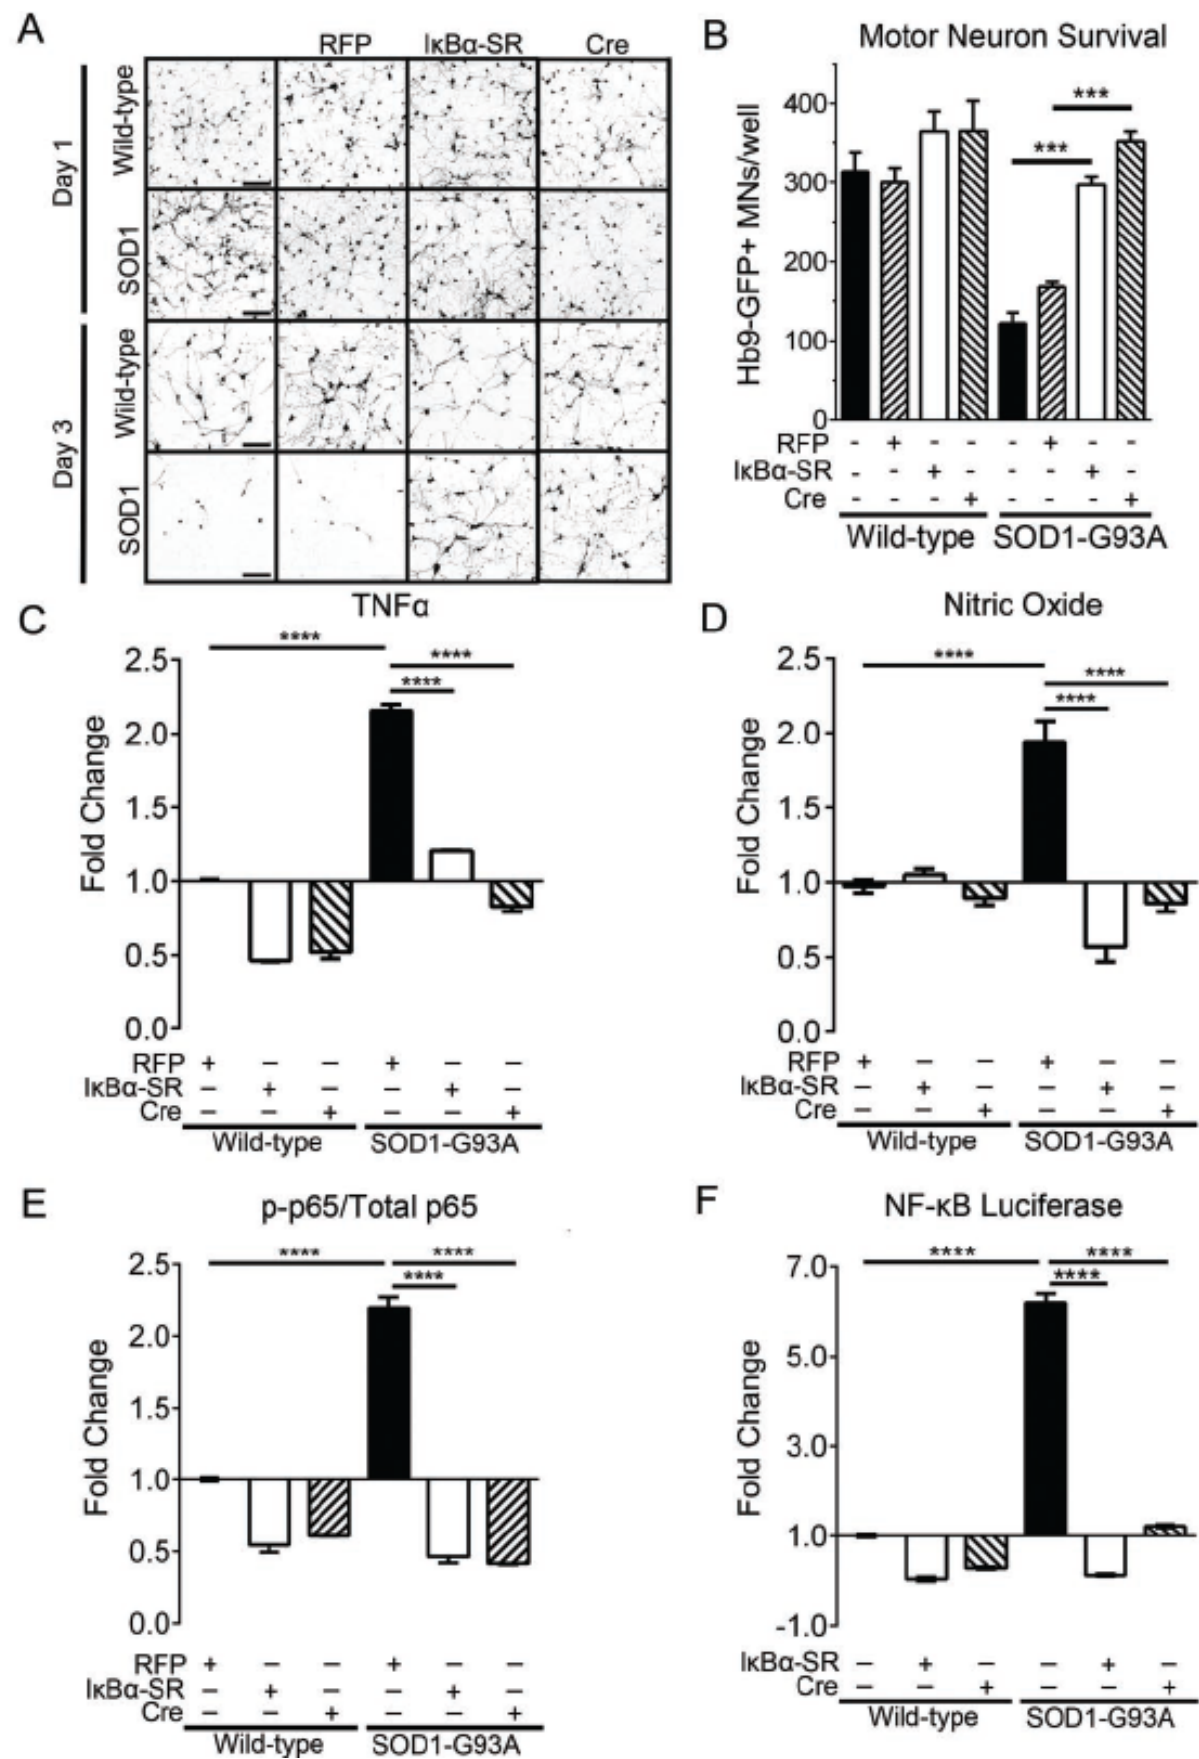 A
RFP IκBα-SR Cre
Day 1
Wild-type
SOD1
Day 3
Wild-type
SOD1
B
Motor Neuron Survival
Hb9-GFP+ MNs/well
400
300
200
100
0
*** ***
RFP - + - - - + - -
IκBα-SR - - + - - - + -
Cre - - - + - - - +
Wild-type SOD1-G93A
C
TNFα
Fold Change
2.5
2.0
1.5
1.0
0.5
0.0
**** **** ****
RFP + – – + – –
IκBα-SR – + – – + –
Cre – – + – – +
Wild-type SOD1-G93A
D
Nitric Oxide
Fold Change
2.5
2.0
1.5
1.0
0.5
0.0
**** **** ****
RFP + – – + – –
IκBα-SR – + – – + –
Cre – – + – – +
Wild-type SOD1-G93A
E
p-p65/Total p65
Fold Change
2.5
2.0
1.5
1.0
0.5
0.0
**** **** ****
RFP + – – + – –
IκBα-SR – + – – + –
Cre – – + – – +
Wild-type SOD1-G93A
F
NF-κB Luciferase
Fold Change
7.0
5.0
3.0
1.0
-1.0
**** **** ****
IκBα-SR – + – – + –
Cre – – + – – +
Wild-type SOD1-G93A